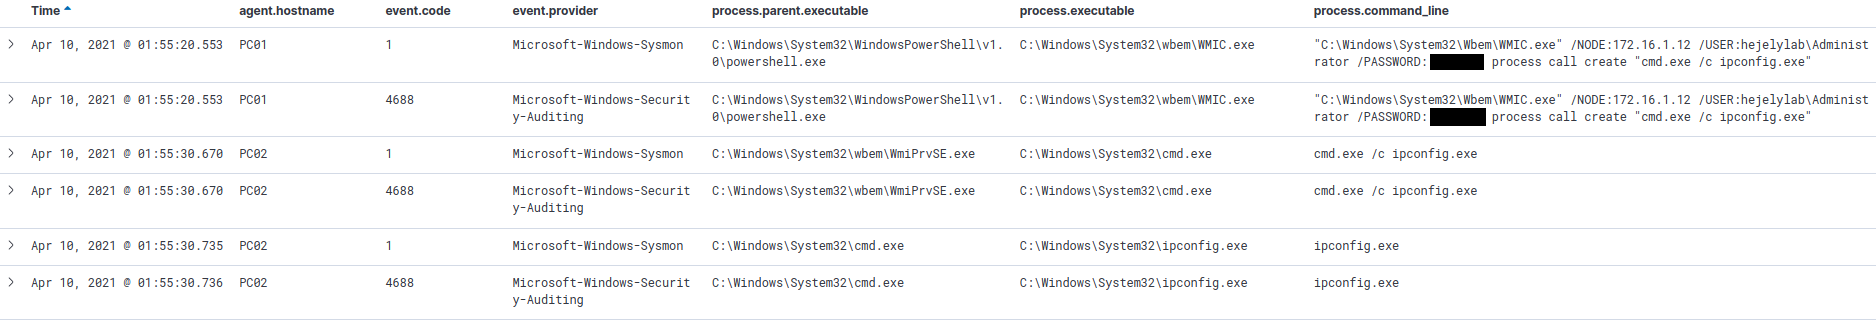 Time agent.hostname event.code event.provider process.parent.executable process.executable process.command_line
Apr 10, 2021 @ 01:55:20.553 PC01 1 Microsoft-Windows-Sysmon C:\Windows\System32\WindowsPowerShell\v1. C:\Windows\System32\wbem\WMIC.exe "C:\Windows\System32\Wbem\WMIC.exe" /NODE:172.16.1.12 /USER:hejelylab\Administ
0\powershell.exe rator /PASSWORD: process call create "cmd.exe /c ipconfig.exe"
Apr 10, 2021 @ 01:55:20.553 PC01 4688 Microsoft-Windows-Securit C:\Windows\System32\WindowsPowerShell\v1. C:\Windows\System32\wbem\WMIC.exe "C:\Windows\System32\Wbem\WMIC.exe" /NODE:172.16.1.12 /USER:hejelylab\Administ
y-Auditing 0\powershell.exe rator /PASSWORD: process call create "cmd.exe /c ipconfig.exe"
Apr 10, 2021 @ 01:55:30.670 PC02 1 Microsoft-Windows-Sysmon C:\Windows\System32\wbem\WmiPrvSE.exe C:\Windows\System32\cmd.exe cmd.exe /c ipconfig.exe
Apr 10, 2021 @ 01:55:30.670 PC02 4688 Microsoft-Windows-Securit C:\Windows\System32\wbem\WmiPrvSE.exe C:\Windows\System32\cmd.exe cmd.exe /c ipconfig.exe
y-Auditing
Apr 10, 2021 @ 01:55:30.735 PC02 1 Microsoft-Windows-Sysmon C:\Windows\System32\cmd.exe C:\Windows\System32\ipconfig.exe ipconfig.exe
Apr 10, 2021 @ 01:55:30.736 PC02 4688 Microsoft-Windows-Securit C:\Windows\System32\cmd.exe C:\Windows\System32\ipconfig.exe ipconfig.exe
y-Auditing